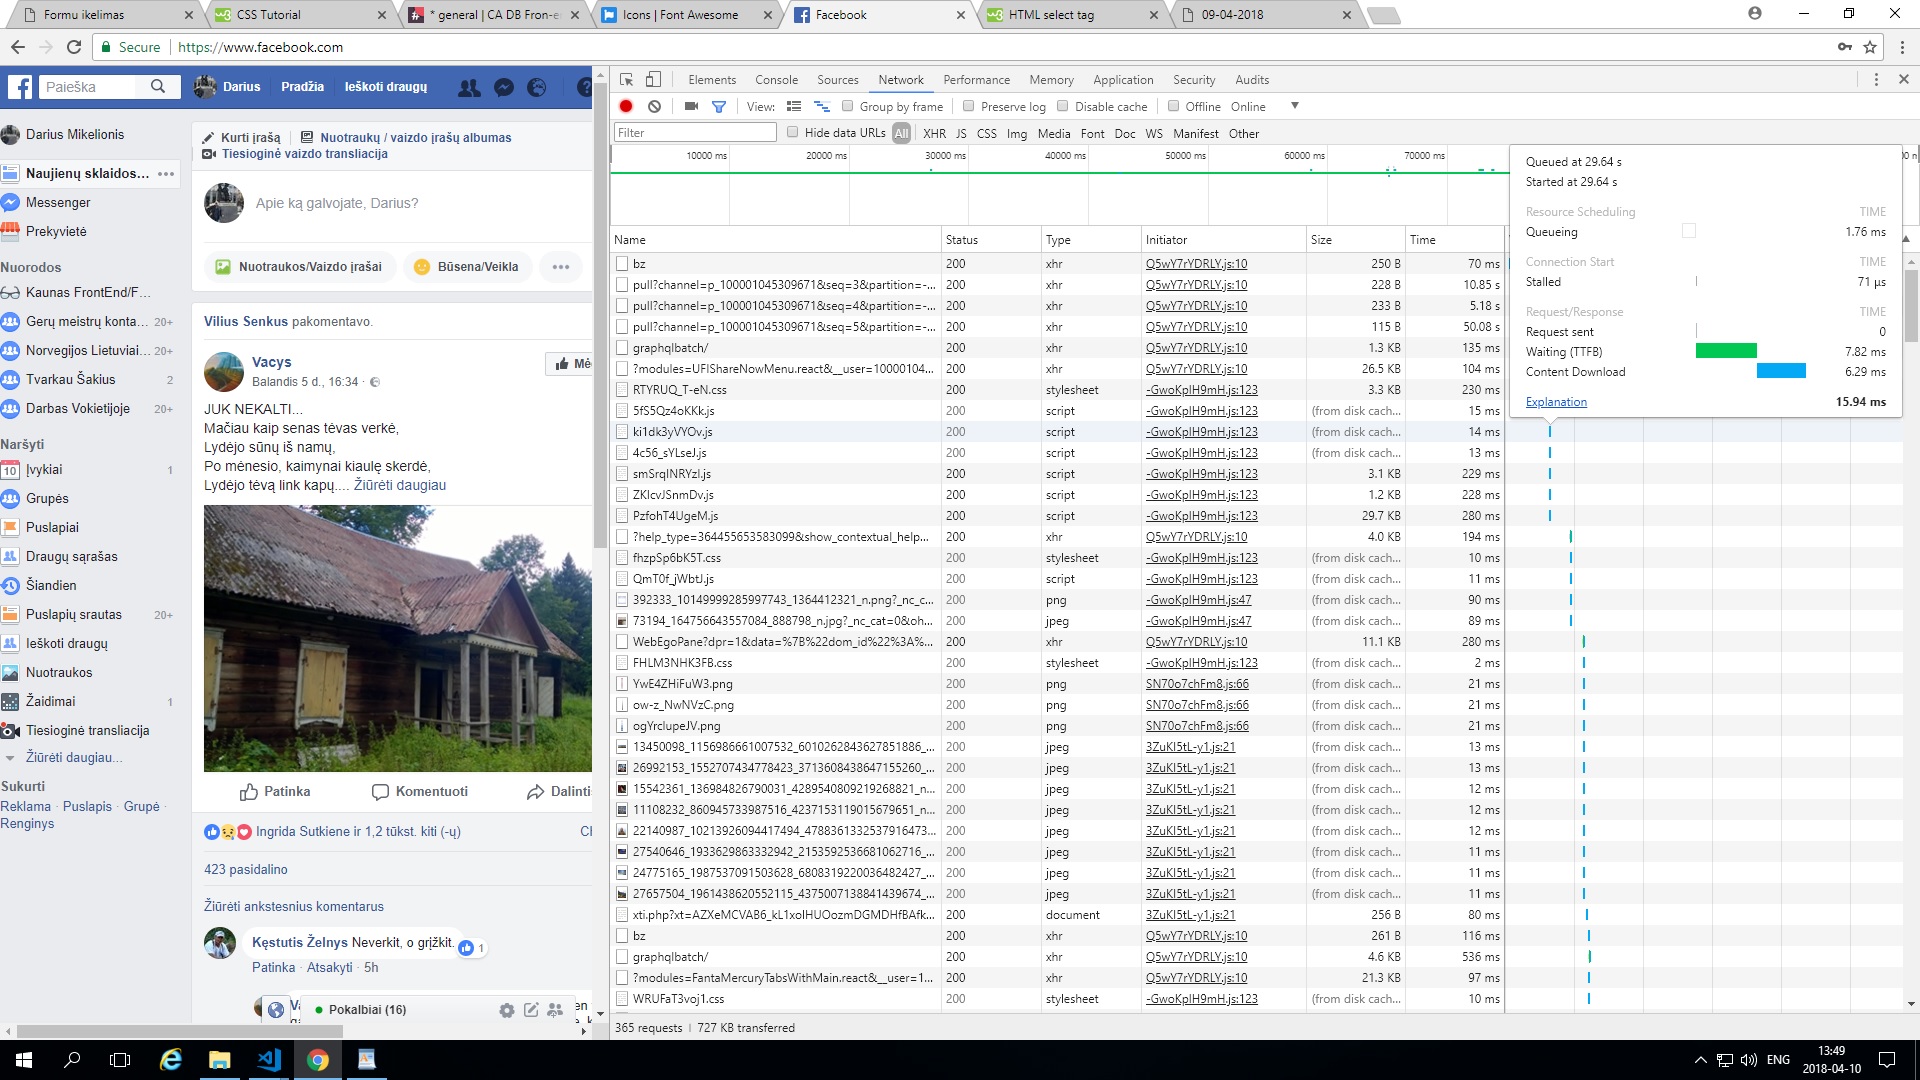 Formu ikelimas
CSS Tutorial
* general | CA DB Fron-e
Icons | Font Awesome
Facebook
HTML select tag
09-04-2018
Secure
https://www.facebook.com
Paieška
Darius
Pradžia
Ieškoti draugų
Darius Mikelionis
Naujienų sklaidos...
Messenger
Prekyvietė
Nuorodos
Kaunas FrontEnd/F...
Gerų meistrų konta... 20+
Norvegijos Lietuviai... 20+
Tvarkau Šakius 2
Darbas Vokietijoje 20+
Naršyti
10
Įvykiai 1
Grupės
Puslapiai
Draugų sąrašas
Šiandien
Puslapių srautas 20+
Ieškoti draugų
Nuotraukos
Žaidimai 1
Tiesioginė transliacija
Žiūrėti daugiau...
Sukurti
Reklama · Puslapis · Grupė ·
Renginys
Kurti įrašą
Nuotraukų / vaizdo įrašų albumas
Tiesioginė vaizdo transliacija
Apie ką galvojate, Darius?
Nuotraukos/Vaizdo įrašai
Būsena/Veikla
Vilius Senkus pakomentavo.
Vacys
Balandis 5 d., 16:34 ·
JUK NEKALTI...
Mačiau kaip senas tėvas verkė,
Lydėjo sūnų iš namų,
Po mėnesio, kaimynai kiaulę skerdė,
Lydėjo tėvą link kapų.... Žiūrėti daugiau
Patinka
Komentuoti
Dalinti
Ingrida Sutkiene ir 1,2 tūkst. kiti (-ų)
423 pasidalino
Žiūrėti ankstesnius komentarus
Kęstutis Želnys Neverkit, o grįžkit.
1
Patinka · Atsakyti · 5h
Pokalbiai (16)
Elements Console Sources Network Performance Memory Application Security Audits
View: Group by frame Preserve log Disable cache Offline Online
Filter
Hide data URLs All XHR JS CSS Img Media Font Doc WS Manifest Other
10000 ms 20000 ms 30000 ms 40000 ms 50000 ms 60000 ms 70000 ms
Name Status Type Initiator Size Time
bz 200 xhr Q5wY7rYDRLY.js:10 250 B 70 ms
pull?channel=p_100001045309671&seq=3&partition=-... 200 xhr Q5wY7rYDRLY.js:10 228 B 10.85 s
pull?channel=p_100001045309671&seq=4&partition=-... 200 xhr Q5wY7rYDRLY.js:10 233 B 5.18 s
pull?channel=p_100001045309671&seq=5&partition=-... 200 xhr Q5wY7rYDRLY.js:10 115 B 50.08 s
graphqlbatch/ 200 xhr Q5wY7rYDRLY.js:10 1.3 KB 135 ms
?modules=UFIShareNowMenu.react&__user=10000104... 200 xhr Q5wY7rYDRLY.js:10 26.5 KB 104 ms
RTYRUQ_T-eN.css 200 stylesheet -GwoKpIH9mH.js:123 3.3 KB 230 ms
5fS5Qz4oKKk.js 200 script -GwoKpIH9mH.js:123 (from disk cach... 15 ms
ki1dk3yVYOv.js 200 script -GwoKpIH9mH.js:123 (from disk cach... 14 ms
4c56_sYLseJ.js 200 script -GwoKpIH9mH.js:123 (from disk cach... 13 ms
smSrqINRYzI.js 200 script -GwoKpIH9mH.js:123 3.1 KB 229 ms
ZKIcvJSnmDv.js 200 script -GwoKpIH9mH.js:123 1.2 KB 228 ms
PzfohT4UgeM.js 200 script -GwoKpIH9mH.js:123 29.7 KB 280 ms
?help_type=364455653583099&show_contextual_help... 200 xhr Q5wY7rYDRLY.js:10 4.0 KB 194 ms
fhzpSp6bK5T.css 200 stylesheet -GwoKpIH9mH.js:123 (from disk cach... 10 ms
QmT0f_jWbtJ.js 200 script -GwoKpIH9mH.js:123 (from disk cach... 11 ms
392333_10149999285997743_1364412321_n.png?_nc_c... 200 png -GwoKpIH9mH.js:47 (from disk cach... 90 ms
73194_164756643557084_888798_n.jpg?_nc_cat=0&oh... 200 jpeg -GwoKpIH9mH.js:47 (from disk cach... 89 ms
WebEgoPane?dpr=1&data=%7B%22dom_id%22%3A%... 200 xhr Q5wY7rYDRLY.js:10 11.1 KB 280 ms
FHLM3NHK3FB.css 200 stylesheet -GwoKpIH9mH.js:123 (from disk cach... 2 ms
YwE4ZHiFuW3.png 200 png SN70o7chFm8.js:66 (from disk cach... 21 ms
ow-z_NwNVzC.png 200 png SN70o7chFm8.js:66 (from disk cach... 21 ms
ogYrcIupeJV.png 200 png SN70o7chFm8.js:66 (from disk cach... 21 ms
13450098_1156986661007532_6010262843627851886_... 200 jpeg 3ZuKI5tL-y1.js:21 (from disk cach... 13 ms
26992153_1552707434778423_3713608438647155260_... 200 jpeg 3ZuKI5tL-y1.js:21 (from disk cach... 13 ms
15542361_136984826790031_4289540809219268821_n... 200 jpeg 3ZuKI5tL-y1.js:21 (from disk cach... 12 ms
11108232_860945733987516_4237153119015679651_n... 200 jpeg 3ZuKI5tL-y1.js:21 (from disk cach... 12 ms
22140987_10213926094417494_4788361332537916473... 200 jpeg 3ZuKI5tL-y1.js:21 (from disk cach... 12 ms
27540646_1933629863332942_2153592536681062716_... 200 jpeg 3ZuKI5tL-y1.js:21 (from disk cach... 11 ms
24775165_1987537091503628_6808319220036482427_... 200 jpeg 3ZuKI5tL-y1.js:21 (from disk cach... 11 ms
27657504_1961438620552115_4375007138841439674_... 200 jpeg 3ZuKI5tL-y1.js:21 (from disk cach... 11 ms
xti.php?xt=AZXeMCVAB6_kL1xoIHUOozmDGMDHfBAfk... 200 document 3ZuKI5tL-y1.js:21 256 B 80 ms
bz 200 xhr Q5wY7rYDRLY.js:10 261 B 116 ms
graphqlbatch/ 200 xhr Q5wY7rYDRLY.js:10 4.6 KB 536 ms
?modules=FantaMercuryTabsWithMain.react&__user=1... 200 xhr Q5wY7rYDRLY.js:10 21.3 KB 97 ms
WRUFaT3voj1.css 200 stylesheet -GwoKpIH9mH.js:123 (from disk cach... 10 ms
365 requests | 727 KB transferred
Queued at 29.64 s
Started at 29.64 s
Resource Scheduling TIME
Queueing 1.76 ms
Connection Start TIME
Stalled 71 µs
Request/Response TIME
Request sent 0
Waiting (TTFB) 7.82 ms
Content Download 6.29 ms
Explanation 15.94 ms
ENG
13:49
2018-04-10